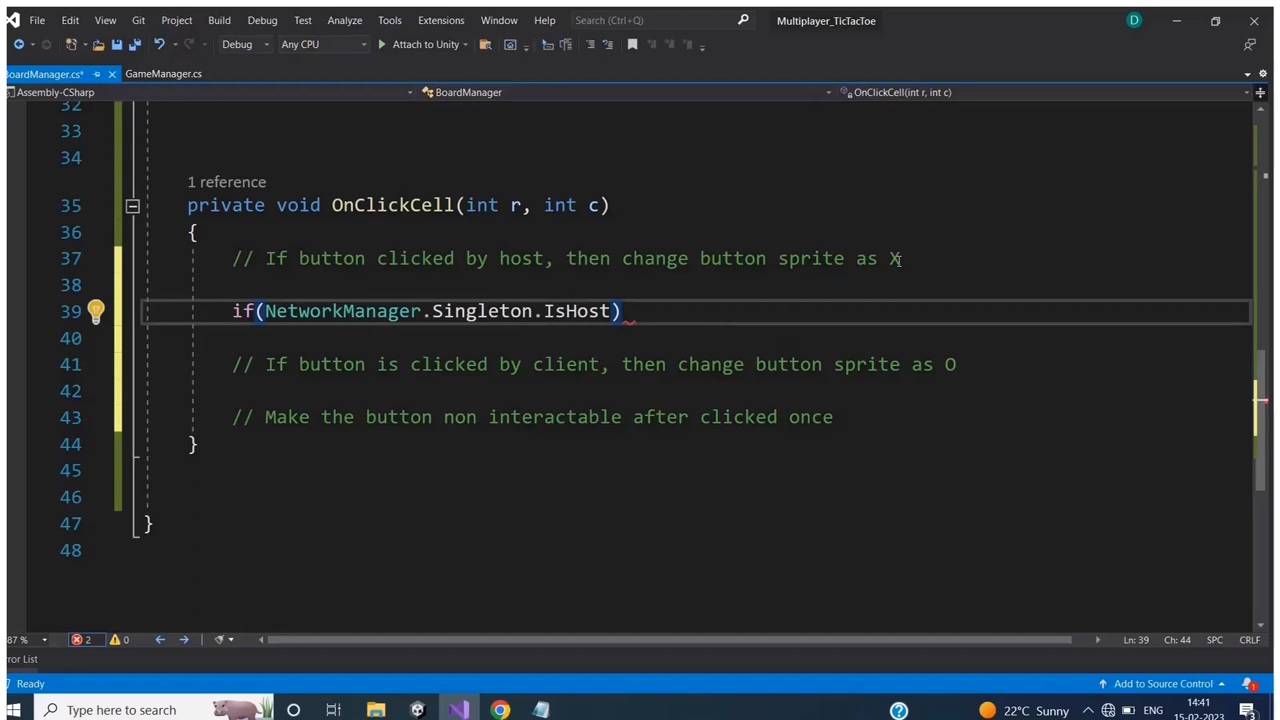 File Edit View Git Project Build Debug Test Analyze Tools Extensions Window Help Search (Ctrl+Q) Multiplayer_TicTacToe D
Debug Any CPU Attach to Unity
BoardManager.cs* GameManager.cs
Assembly-CSharp BoardManager OnClickCell(int r, int c)
32
33
34
1 reference
35 private void OnClickCell(int r, int c)
36 {
37 // If button clicked by host, then change button sprite as X
38
39 if(NetworkManager.Singleton.IsHost)
40
41 // If button is clicked by client, then change button sprite as O
42
43 // Make the button non interactable after clicked once
44 }
45
46
47 }
48
87 % 2 0 Ln: 39 Ch: 44 SPC CRLF
rror List
Ready Add to Source Control 1
Type here to search 22°C Sunny ENG 14:41 15-02-2023 3